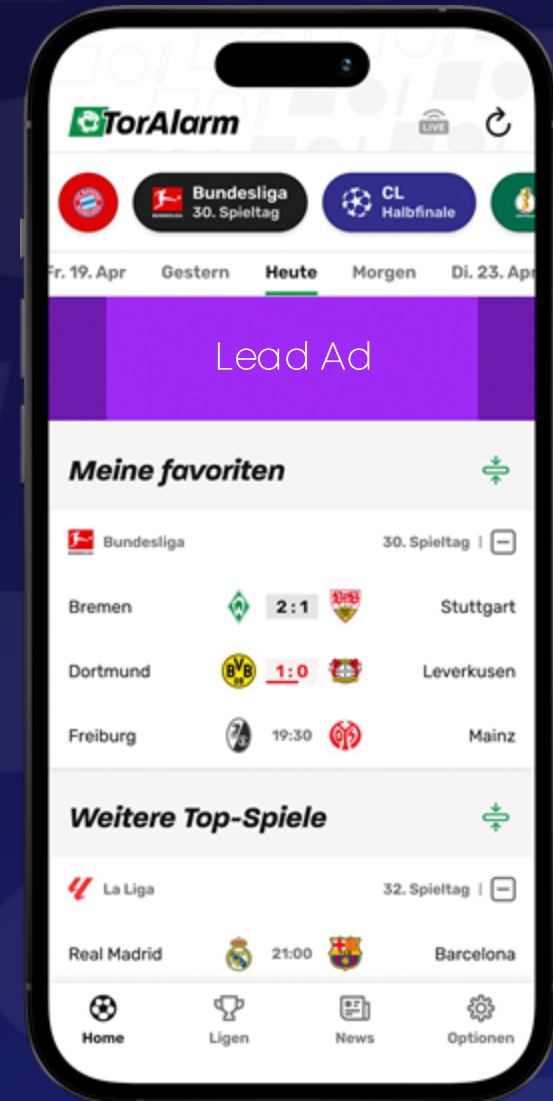 TorAlarm
LIVE
Bundesliga
30. Spieltag
CL
Halbfinale
Fr. 19. Apr
Gestern
Heute
Morgen
Di. 23. Apr
Lead Ad
Meine favoriten
Bundesliga
30. Spieltag
Bremen 2:1 Stuttgart
Dortmund BVB 09 1:0 Leverkusen
Freiburg 19:30 Mainz
Weitere Top-Spiele
La Liga
32. Spieltag
Real Madrid 21:00 Barcelona
Home
Ligen
News
Optionen